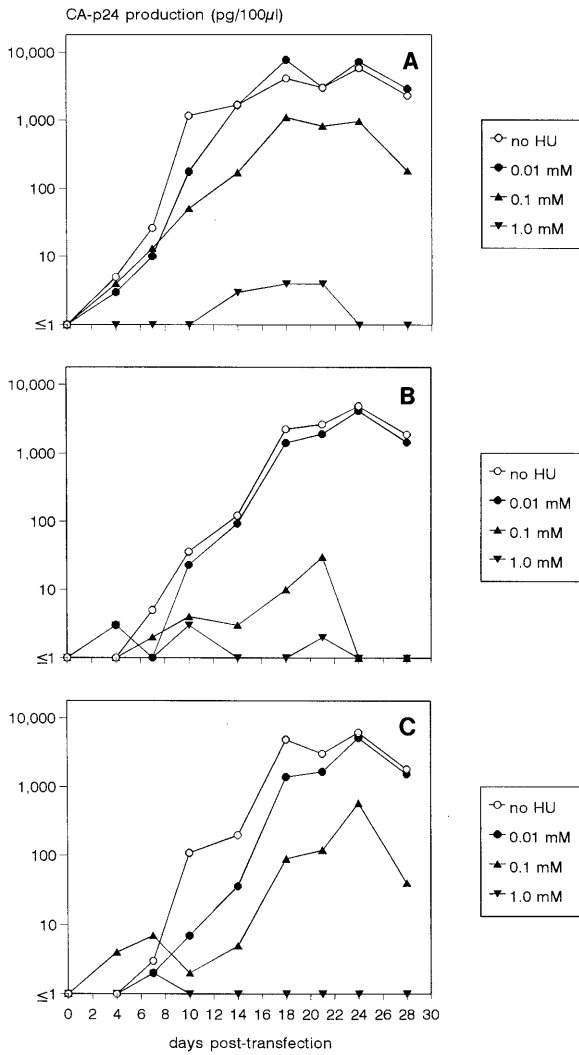 CA-p24 production (pg/100µl)
A
10,000
1,000
100
10
≤1
no HU
0.01 mM
0.1 mM
1.0 mM
B
10,000
1,000
100
10
≤1
no HU
0.01 mM
0.1 mM
1.0 mM
C
10,000
1,000
100
10
≤1
no HU
0.01 mM
0.1 mM
1.0 mM
0 2 4 6 8 10 12 14 16 18 20 22 24 26 28 30
days post-transfection